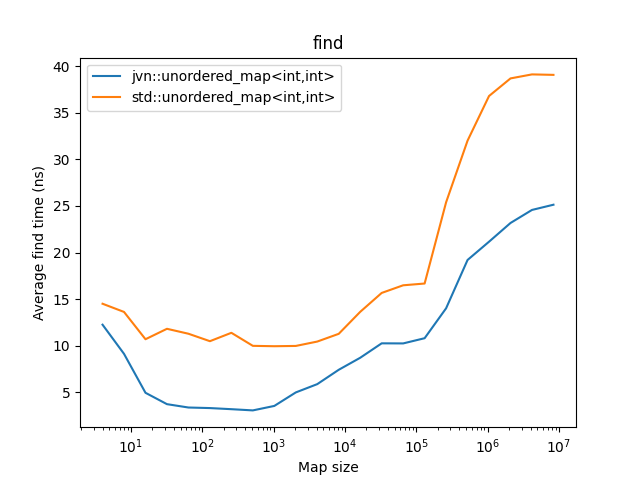 find
jvn::unordered_map<int,int>
std::unordered_map<int,int>
Average find time (ns)
40
35
30
25
20
15
10
5
10¹ 10² 10³ 10⁴ 10⁵ 10⁶ 10⁷
Map size